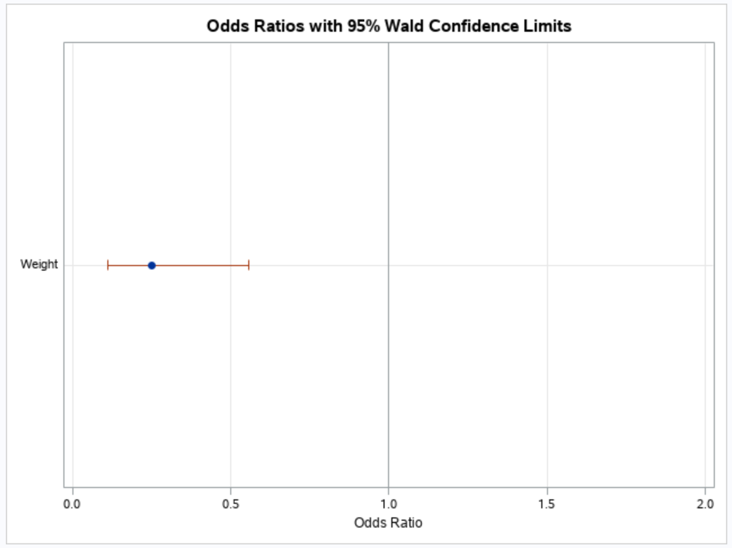 Odds Ratios with 95% Wald Confidence Limits
Weight
0.0 0.5 1.0 1.5 2.0
Odds Ratio